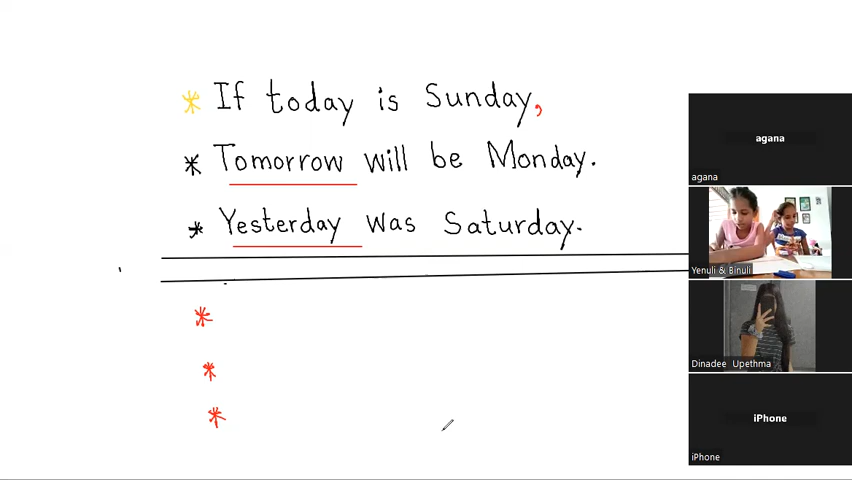 * If today is Sunday,
* Tomorrow will be Monday.
* Yesterday was Saturday.
*
*
*
agana
agana
Yenuli & Binuli
Dinadee Upethma
iPhone
iPhone